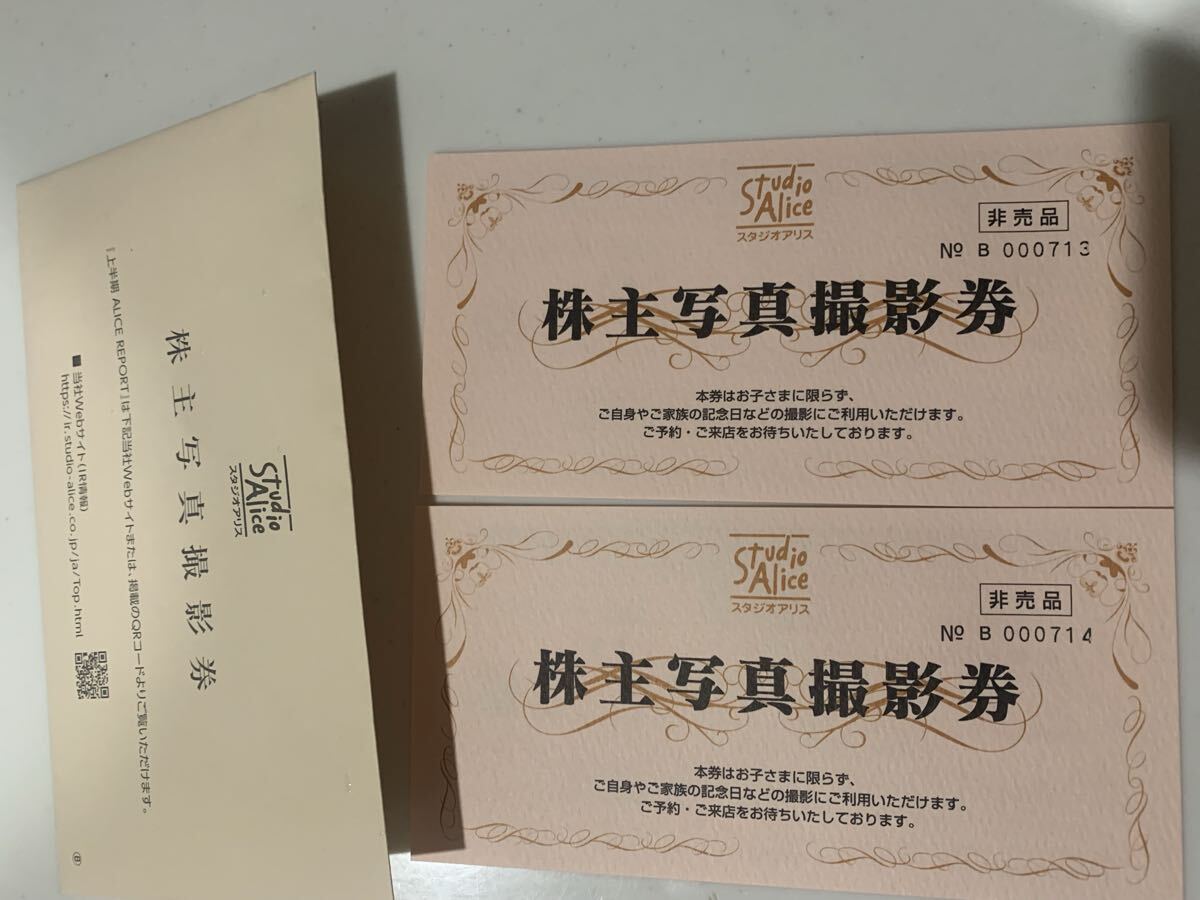 Studio
Alice
スタジオアリス
株主写真撮影券
『上半期 ALICE REPORT』は下記当社Webサイトまたは、掲載のQRコードよりご覧いただけます。
■ 当社Webサイト（IR情報）
https://ir.studio-alice.co.jp/ja/Top.html
Ⓑ
Studio
Alice
スタジオアリス
非売品
№ B 000713
株主写真撮影券
本券はお子さまに限らず、
ご自身やご家族の記念日などの撮影にご利用いただけます。
ご予約・ご来店をお待ちいたしております。
Studio
Alice
スタジオアリス
非売品
№ B 000714
株主写真撮影券
本券はお子さまに限らず、
ご自身やご家族の記念日などの撮影にご利用いただけます。
ご予約・ご来店をお待ちいたしております。